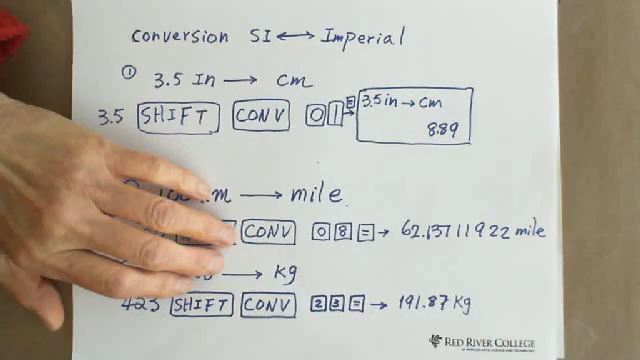 conversion SI ↔ Imperial
① 3.5 In → cm
3.5 SHIFT CONV 0 1 = → 3.5 in → cm
8.89
→ mile
CONV 0 8 = → 62.13711922 mile
→ kg
423 SHIFT CONV 2 3 = → 191.87 kg
RED RIVER COLLEGE